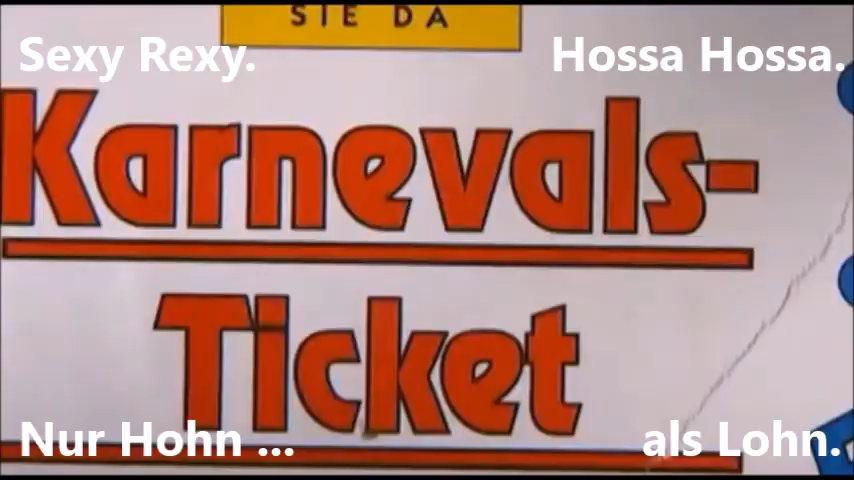 SIE DA
Sexy Rexy. Hossa Hossa.
Karnevals-
Ticket
Nur Hohn ... als Lohn.